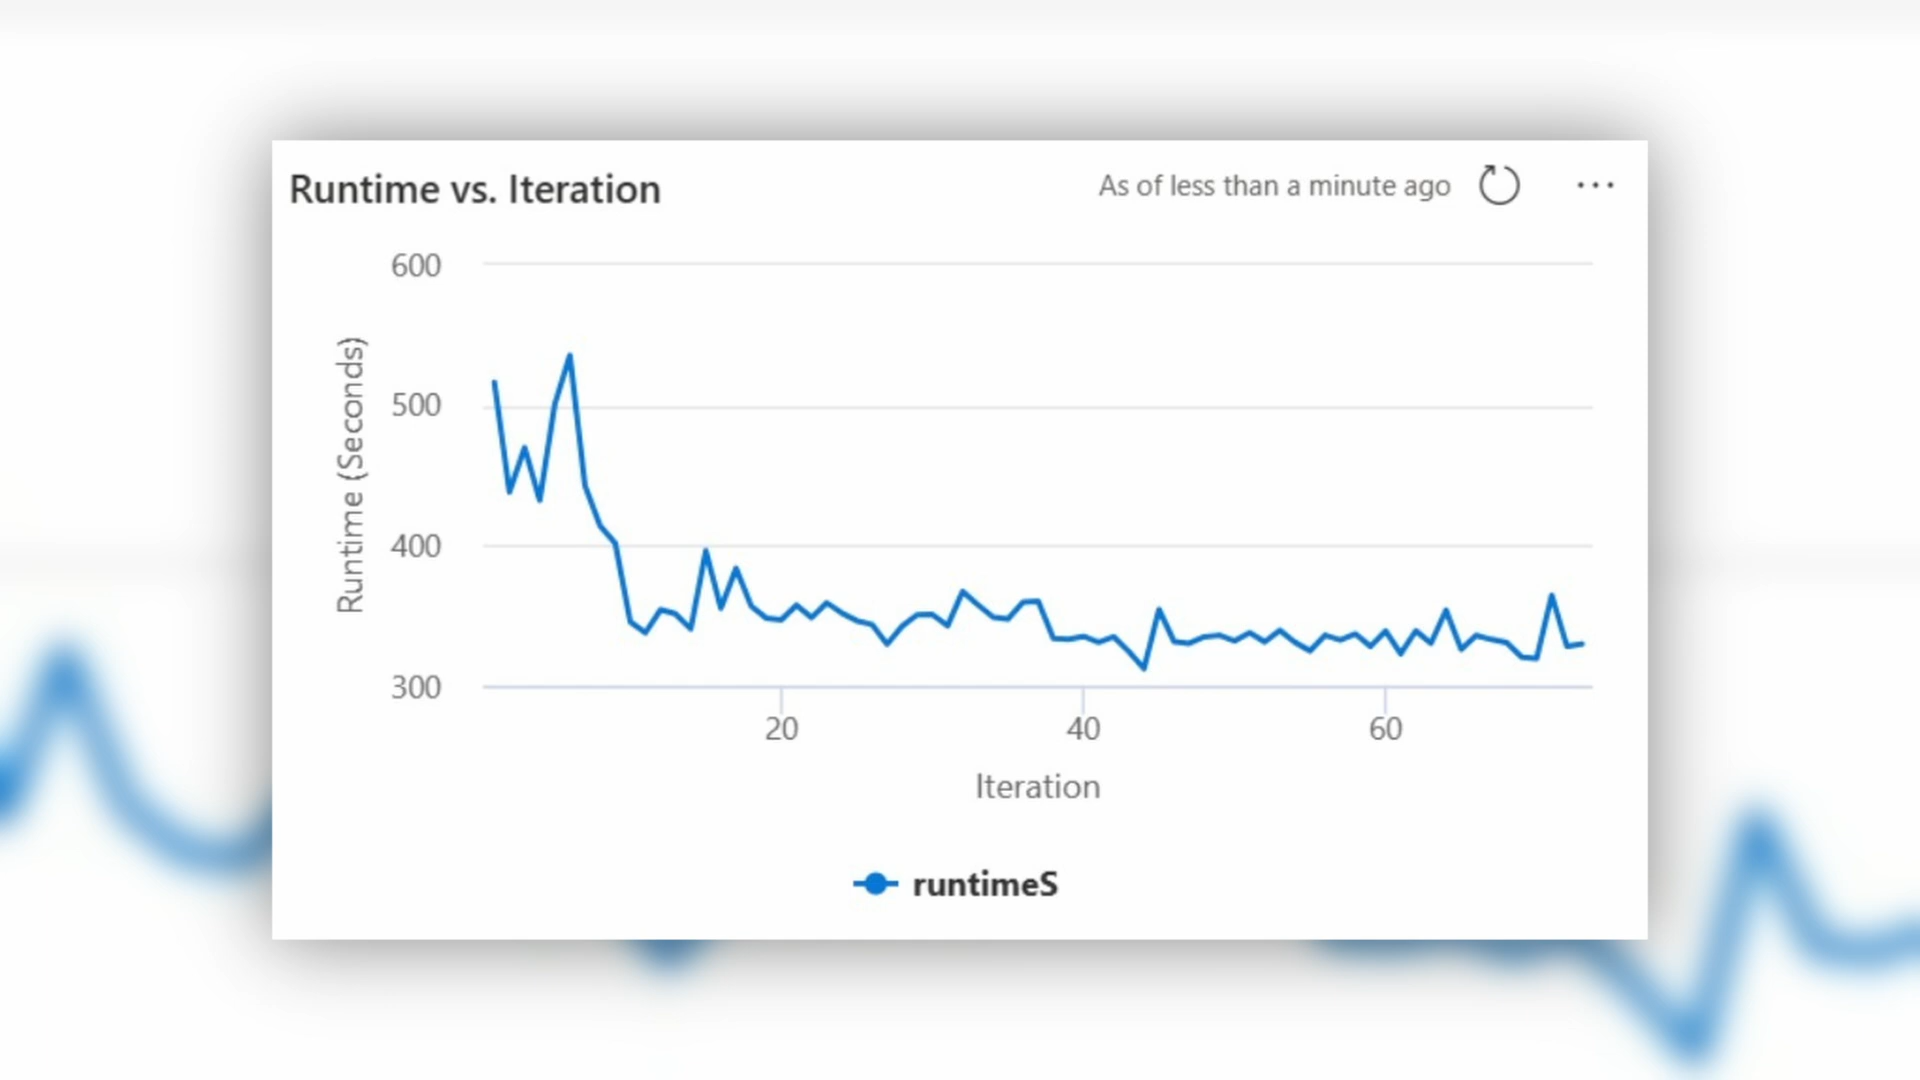 Runtime vs. Iteration
As of less than a minute ago
600
500
400
300
Runtime (Seconds)
20 40 60
Iteration
runtimeS